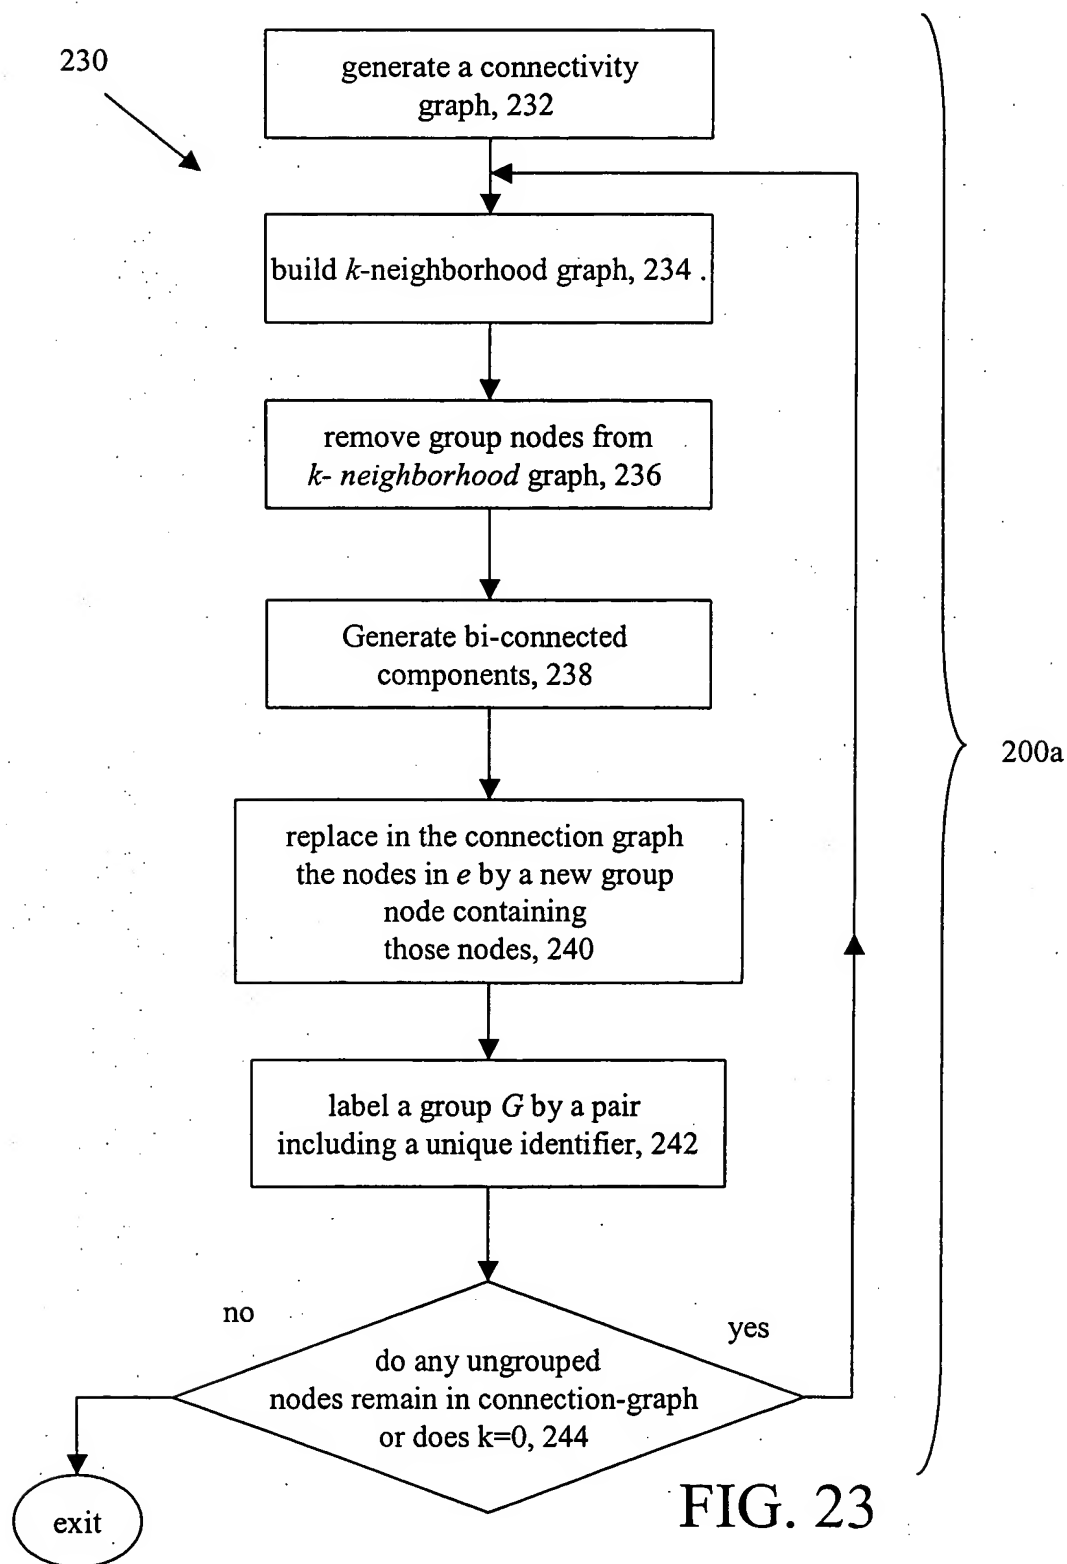 230
generate a connectivity
graph, 232
build k-neighborhood graph, 234 .
remove group nodes from
k- neighborhood graph, 236
Generate bi-connected
components, 238
200a
replace in the connection graph
the nodes in e by a new group
node containing
those nodes, 240
label a group G by a pair
including a unique identifier, 242
no
yes
do any ungrouped
nodes remain in connection-graph
or does k=0, 244
exit
FIG. 23